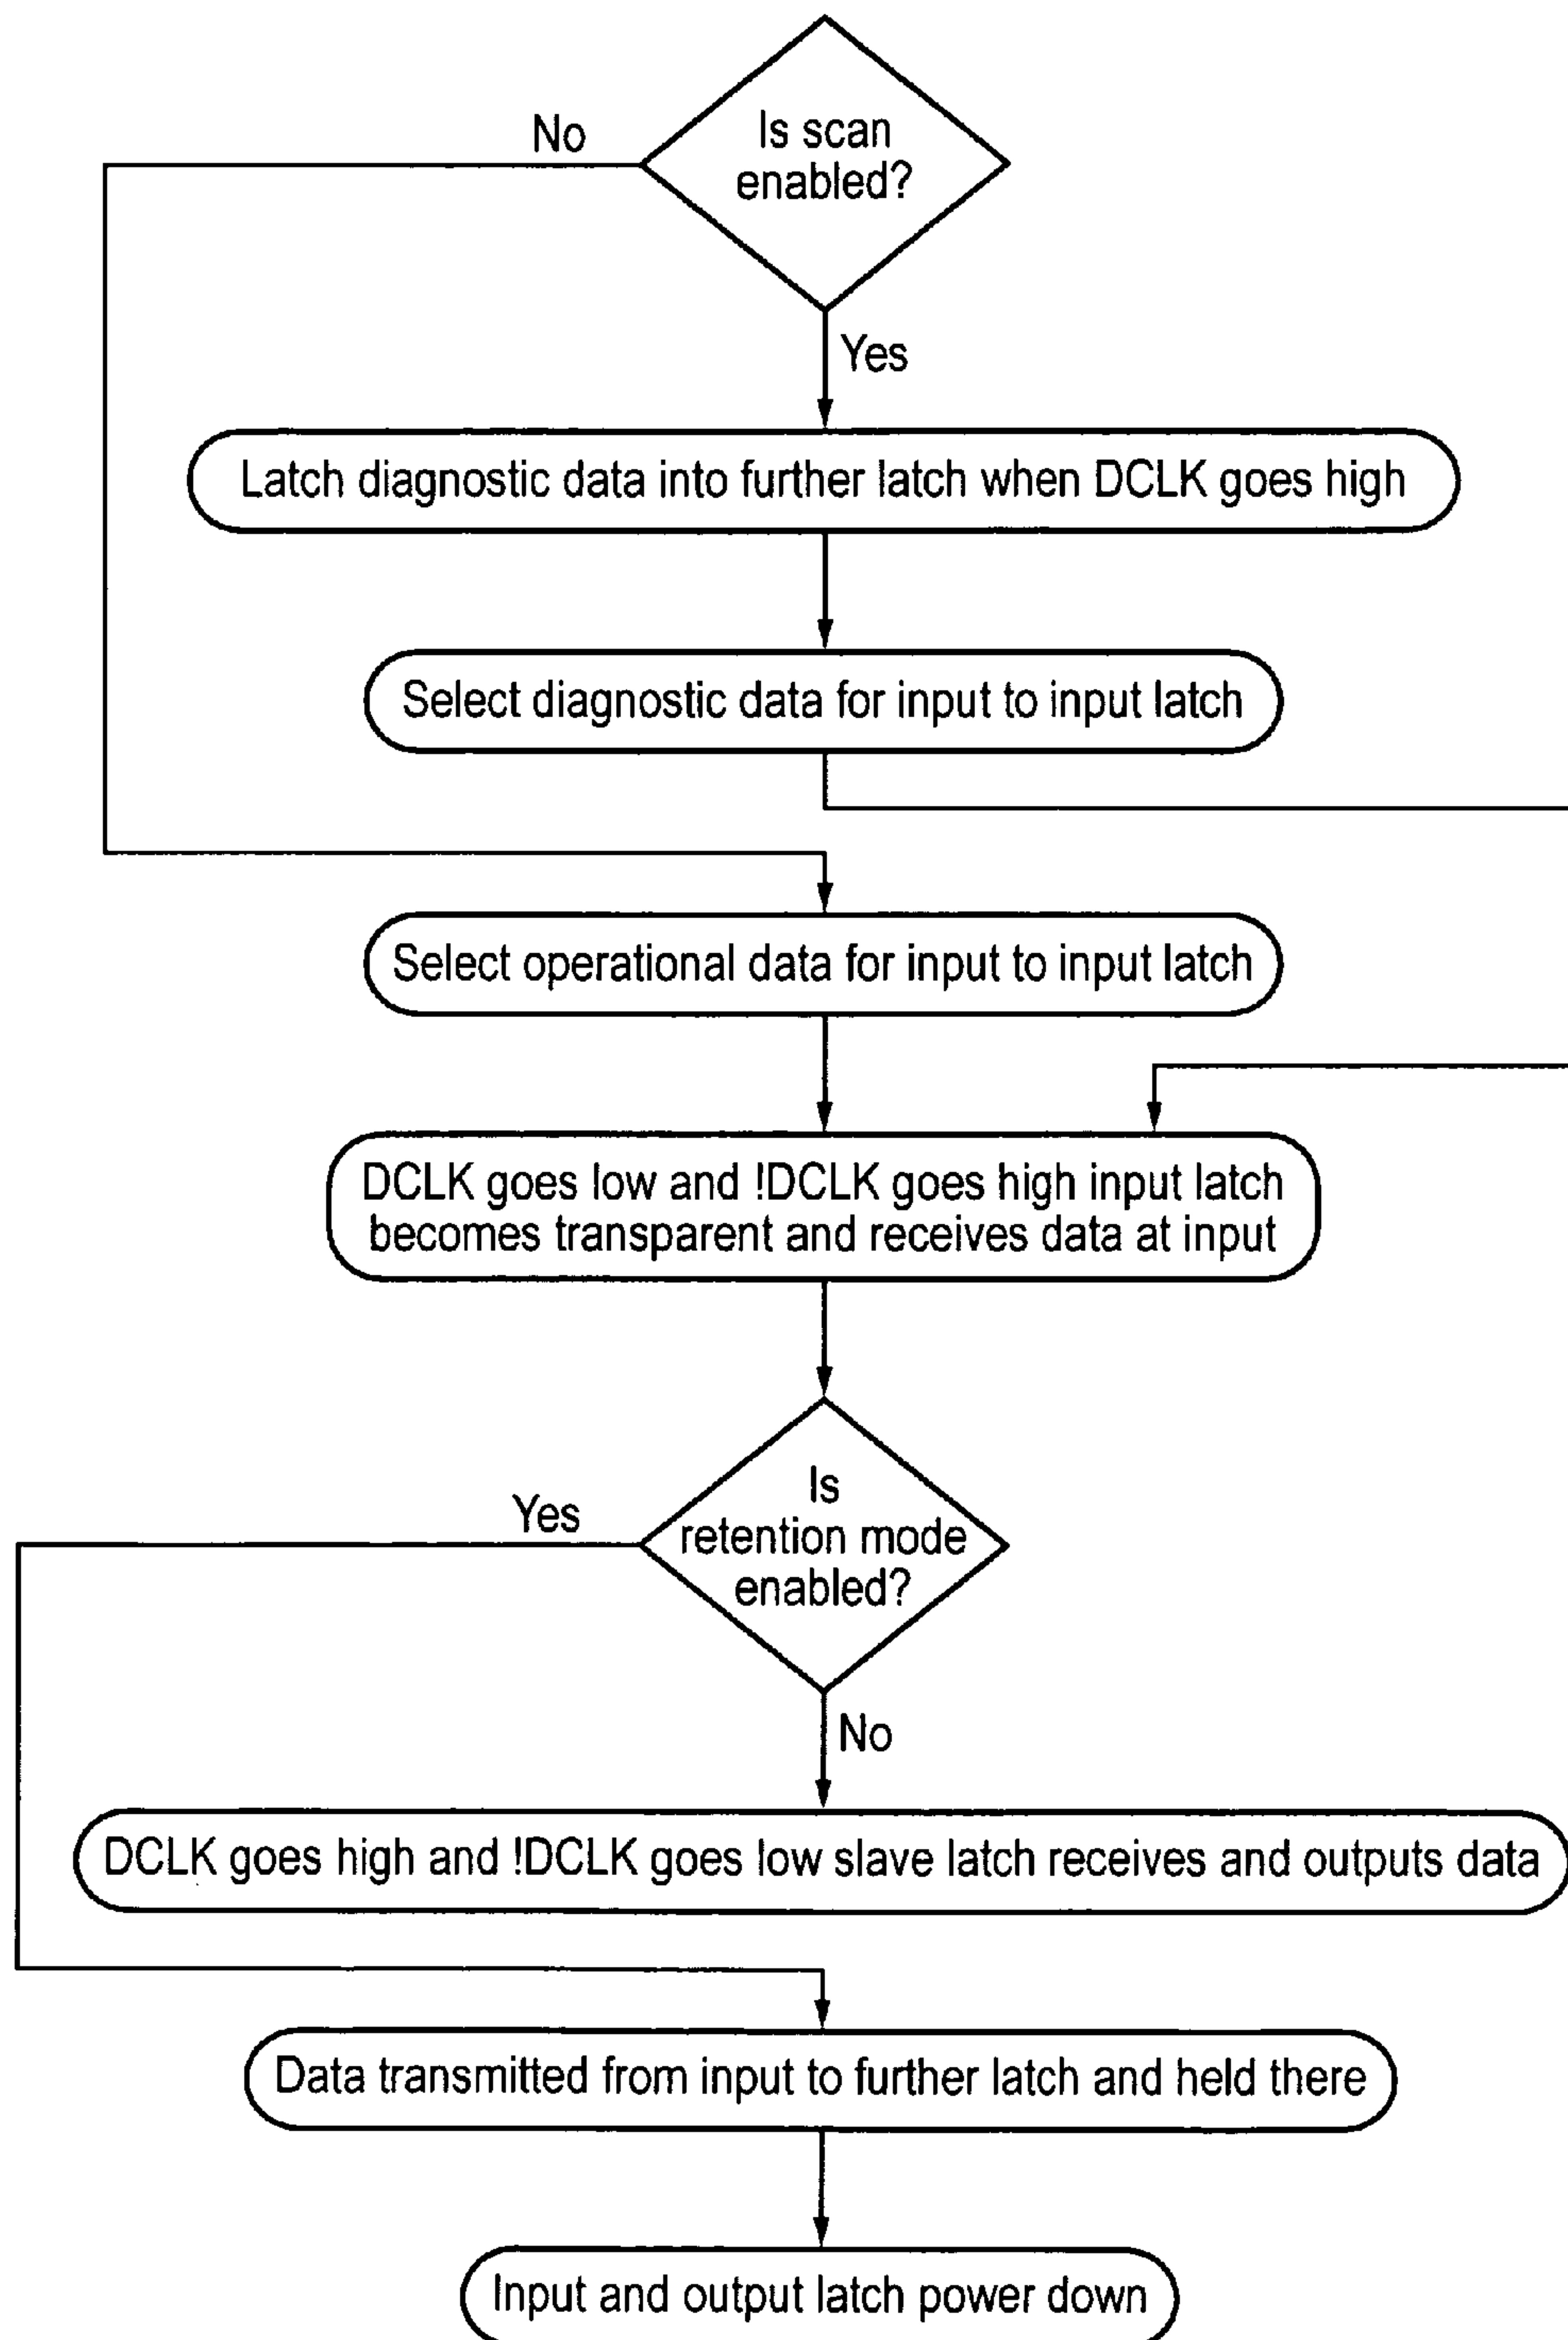 Is scan
enabled?
No
Yes
Latch diagnostic data into further latch when DCLK goes high
Select diagnostic data for input to input latch
Select operational data for input to input latch
DCLK goes low and !DCLK goes high input latch
becomes transparent and receives data at input
Is
retention mode
enabled?
Yes
No
DCLK goes high and !DCLK goes low slave latch receives and outputs data
Data transmitted from input to further latch and held there
Input and output latch power down